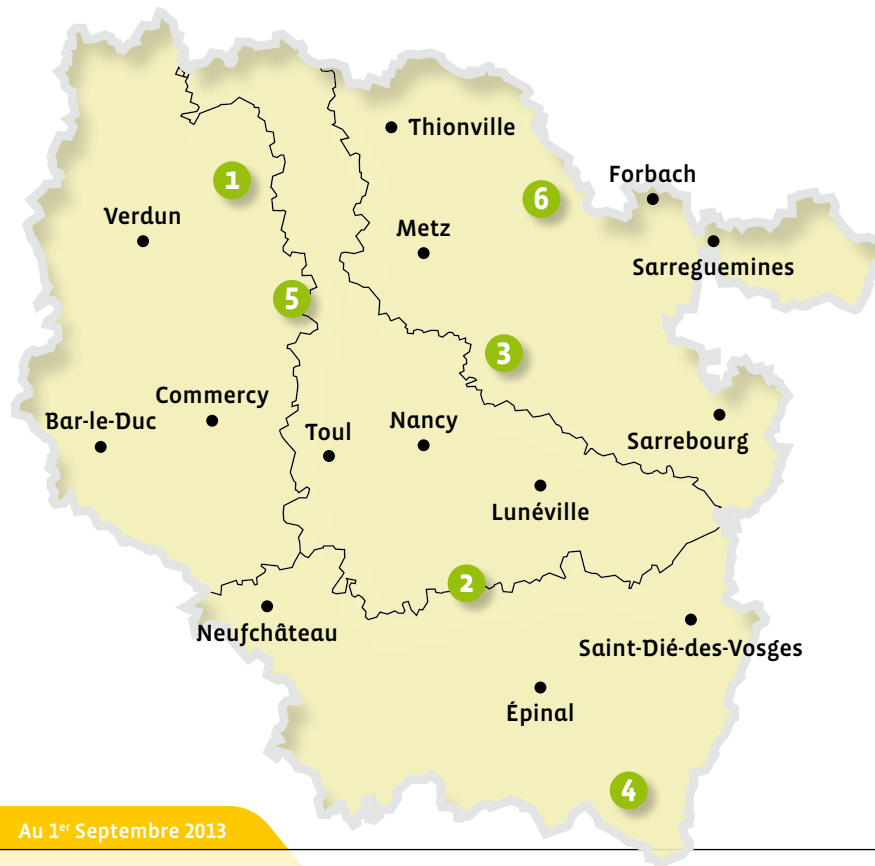 Thionville
Forbach
1
6
Verdun
Metz
Sarreguemines
5
3
Commercy
Bar-le-Duc
Toul
Nancy
Sarrebourg
Lunéville
2
Neufchâteau
Saint-Dié-des-Vosges
Épinal
4
Au 1er Septembre 2013